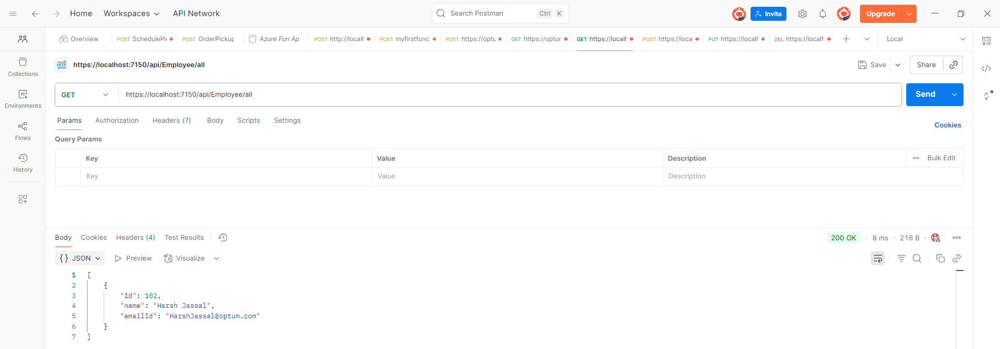 Home Workspaces API Network Search Postman Ctrl K Invite Upgrade
Overview POST SchedulePi POST OrderPickup Azure Fun Ap POST http://localh POST myfirstfunc POST https://optu GET https://optur GET https://localh POST https://loca PUT https://localh DEL https://localh Local
HTTP https://localhost:7150/api/Employee/all Save Share
Collections
GET https://localhost:7150/api/Employee/all Send
Environments
Params Authorization Headers (7) Body Scripts Settings Cookies
Flows
Query Params
Key Value Description Bulk Edit
History
Key Value Description
Body Cookies Headers (4) Test Results 200 OK 8 ms 216 B
{} JSON Preview Visualize
1 [
2 {
3 "id": 102,
4 "name": "Harsh Jassal",
5 "emailId": "HarshJassal@optum.com"
6 }
7 ]